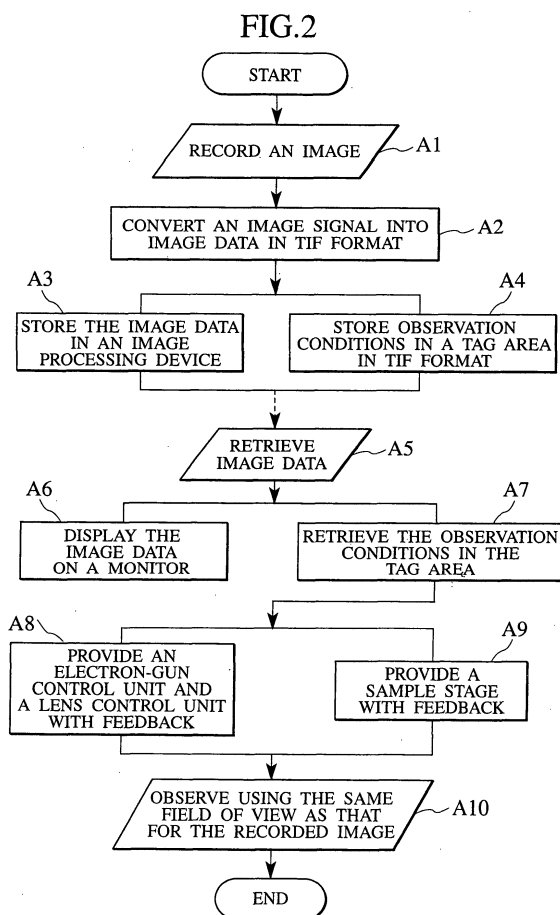 FIG.2
START
RECORD AN IMAGE
A1
CONVERT AN IMAGE SIGNAL INTO
IMAGE DATA IN TIF FORMAT
A2
A3
STORE THE IMAGE DATA
IN AN IMAGE
PROCESSING DEVICE
A4
STORE OBSERVATION
CONDITIONS IN A TAG AREA
IN TIF FORMAT
RETRIEVE
IMAGE DATA
A5
A6
DISPLAY THE
IMAGE DATA
ON A MONITOR
A7
RETRIEVE THE OBSERVATION
CONDITIONS IN THE
TAG AREA
A8
PROVIDE AN
ELECTRON-GUN
CONTROL UNIT AND
A LENS CONTROL UNIT
WITH FEEDBACK
A9
PROVIDE A
SAMPLE STAGE
WITH FEEDBACK
OBSERVE USING THE SAME
FIELD OF VIEW AS THAT
FOR THE RECORDED IMAGE
A10
END